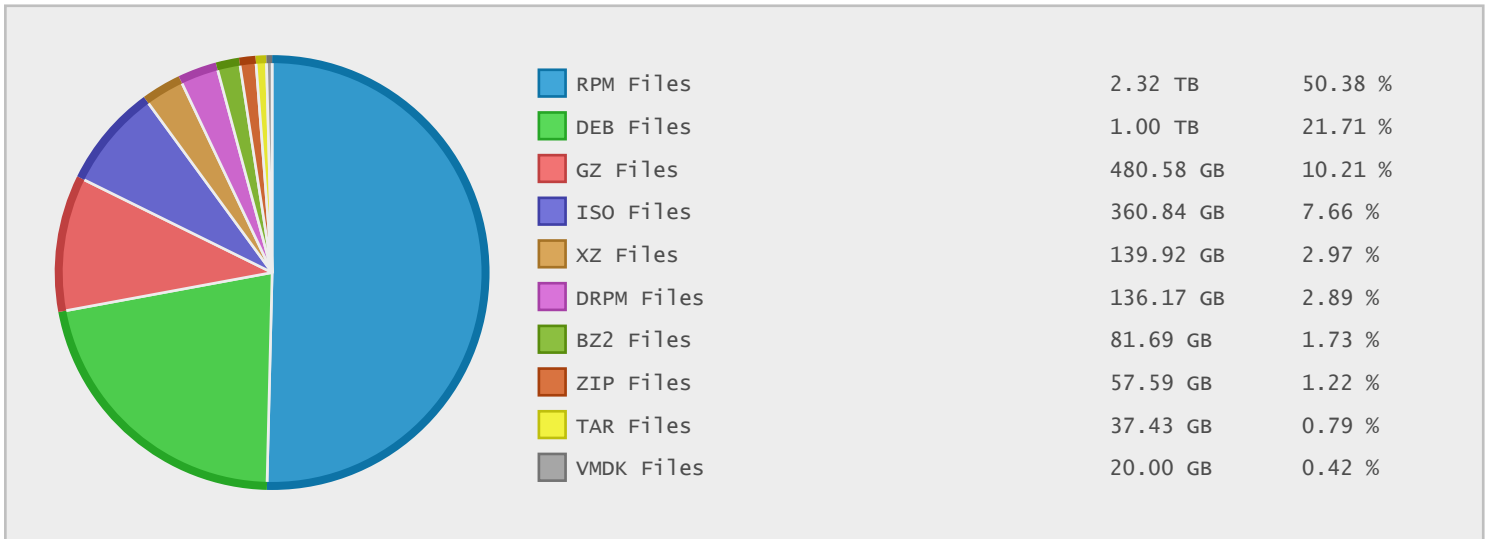 RPM Files 2.32 TB 50.38 %
DEB Files 1.00 TB 21.71 %
GZ Files 480.58 GB 10.21 %
ISO Files 360.84 GB 7.66 %
XZ Files 139.92 GB 2.97 %
DRPM Files 136.17 GB 2.89 %
BZ2 Files 81.69 GB 1.73 %
ZIP Files 57.59 GB 1.22 %
TAR Files 37.43 GB 0.79 %
VMDK Files 20.00 GB 0.42 %